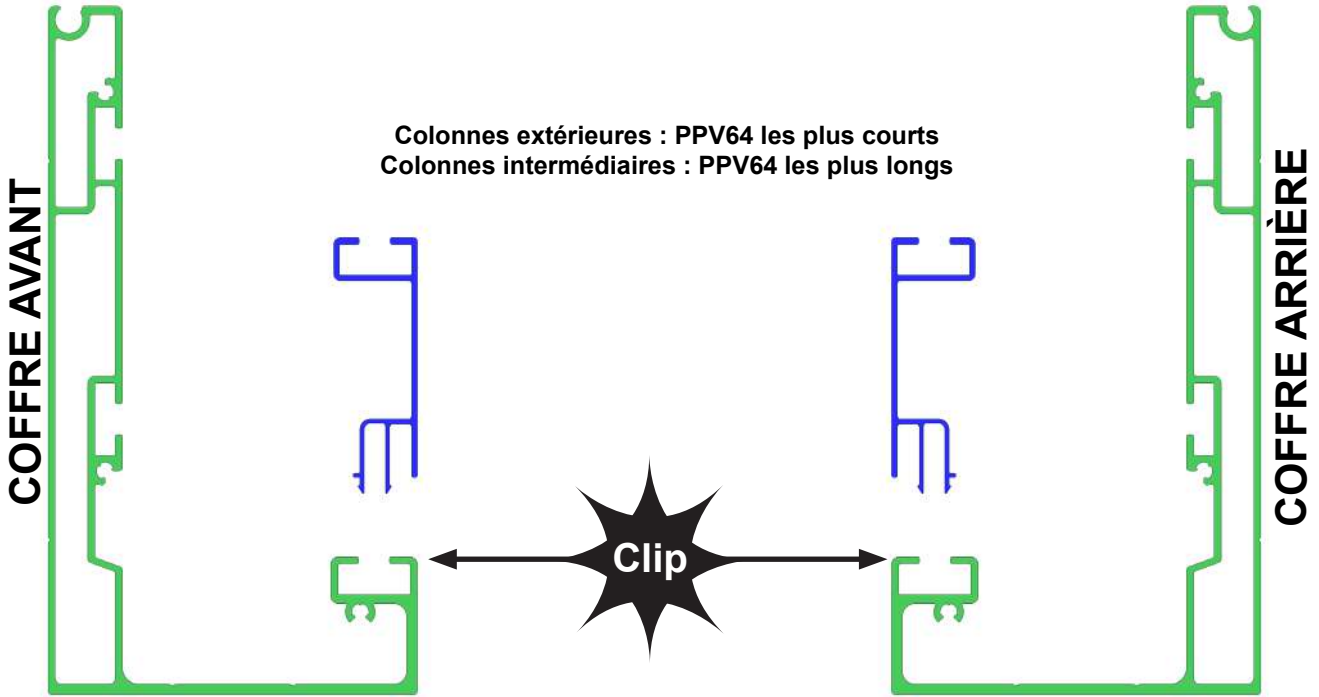 Colonnes extérieures : PPV64 les plus courts
Colonnes intermédiaires : PPV64 les plus longs
COFFRE AVANT
COFFRE ARRIÈRE
Clip